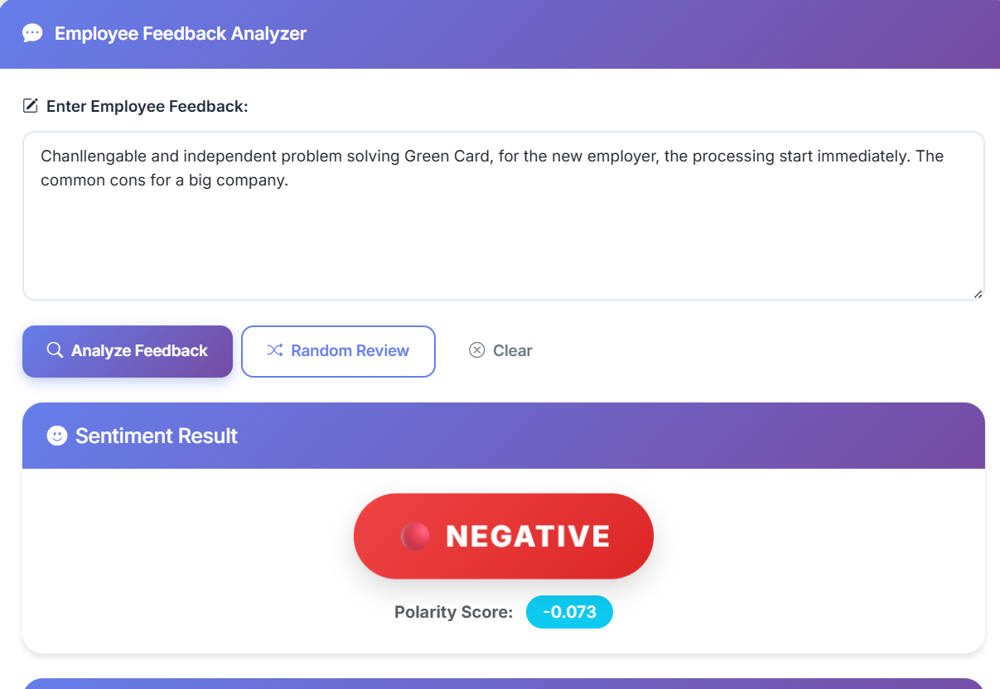 Employee Feedback Analyzer
Enter Employee Feedback:
Chanllengable and independent problem solving Green Card, for the new employer, the processing start immediately. The
common cons for a big company.
Analyze Feedback
Random Review
Clear
Sentiment Result
NEGATIVE
Polarity Score: -0.073